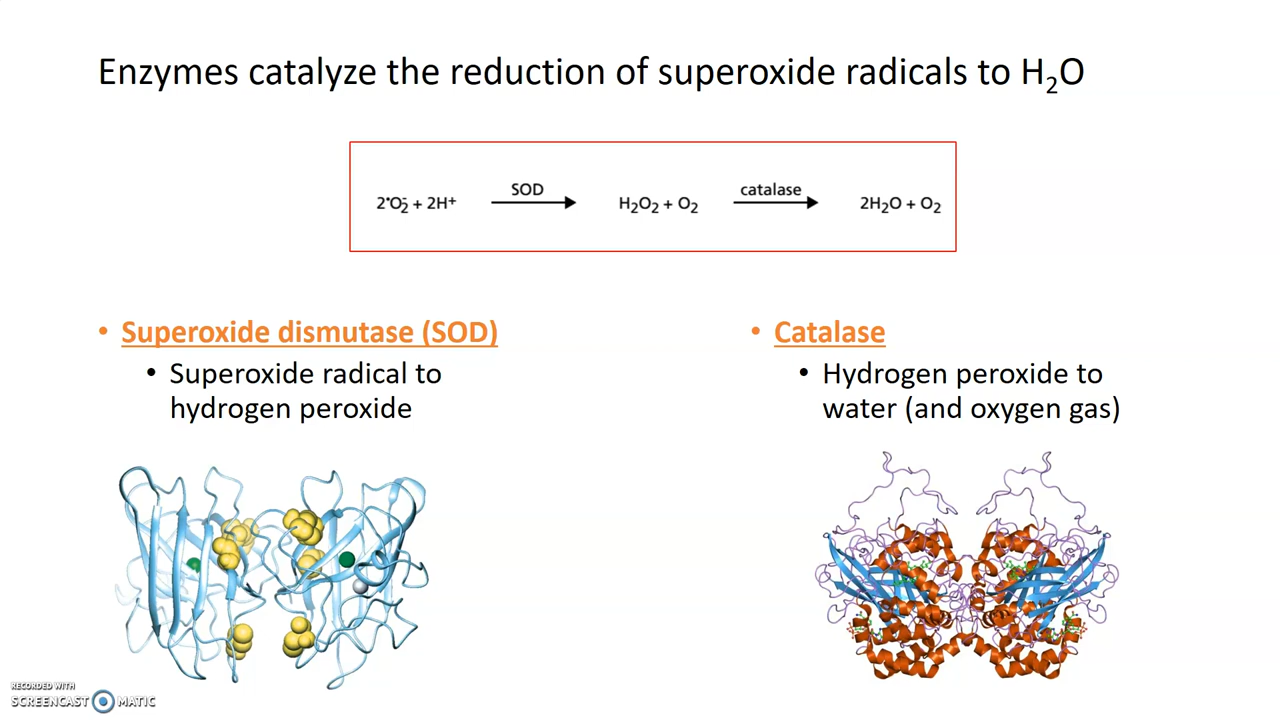 Enzymes catalyze the reduction of superoxide radicals to H₂O
2•O₂⁻ + 2H⁺ SOD H₂O₂ + O₂ catalase 2H₂O + O₂
• Superoxide dismutase (SOD)
• Superoxide radical to
hydrogen peroxide
• Catalase
• Hydrogen peroxide to
water (and oxygen gas)
RECORDED WITH
SCREENCAST MATIC